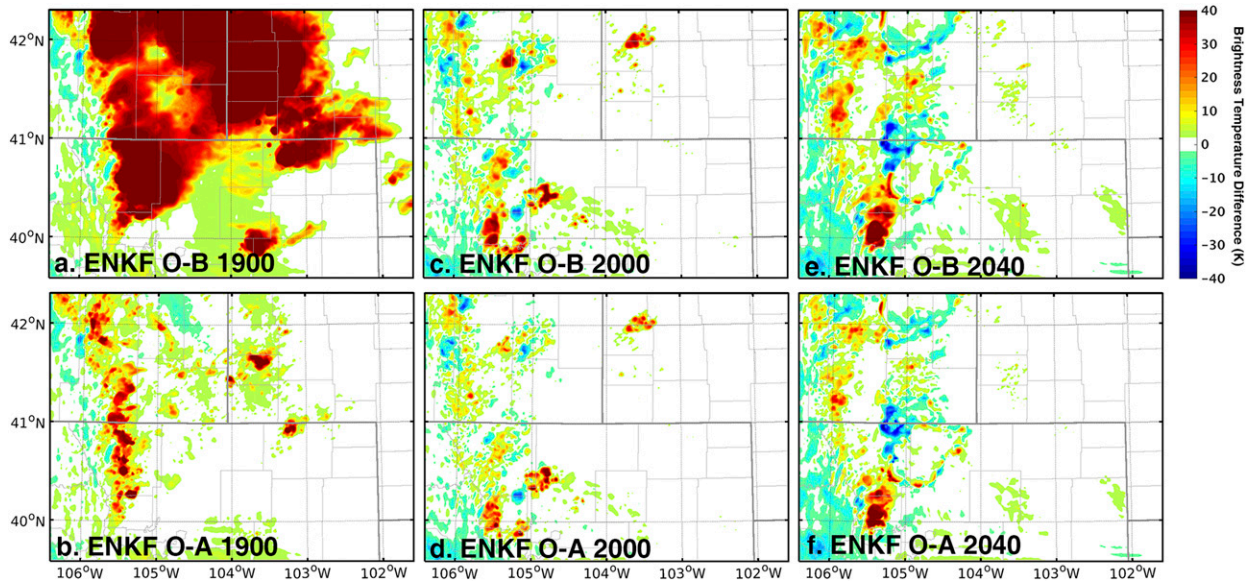 42°N
41°N
40°N
a. ENKF O-B 1900
c. ENKF O-B 2000
e. ENKF O-B 2040
40
30
20
10
0
−10
−20
−30
−40
Brightness Temperature Difference (K)
42°N
41°N
40°N
b. ENKF O-A 1900
d. ENKF O-A 2000
f. ENKF O-A 2040
106°W 105°W 104°W 103°W 102°W 106°W 105°W 104°W 103°W 102°W 106°W 105°W 104°W 103°W 102°W